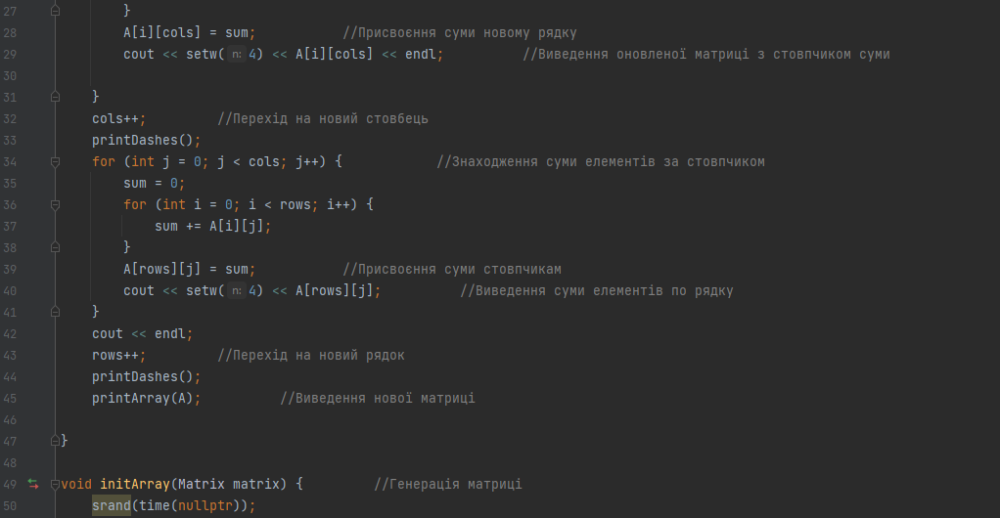 27 }
28 A[i][cols] = sum; //Присвоєння суми новому рядку
29 cout << setw( n: 4) << A[i][cols] << endl; //Виведення оновленої матриці з стовпчиком суми
30
31 }
32 cols++; //Перехід на новий стовбець
33 printDashes();
34 for (int j = 0; j < cols; j++) { //Знаходження суми елементів за стовпчиком
35 sum = 0;
36 for (int i = 0; i < rows; i++) {
37 sum += A[i][j];
38 }
39 A[rows][j] = sum; //Присвоєння суми стовпчикам
40 cout << setw( n: 4) << A[rows][j]; //Виведення суми елементів по рядку
41 }
42 cout << endl;
43 rows++; //Перехід на новий рядок
44 printDashes();
45 printArray(A); //Виведення нової матриці
46
47 }
48
49 void initArray(Matrix matrix) { //Генерація матриці
50 srand(time(nullptr));